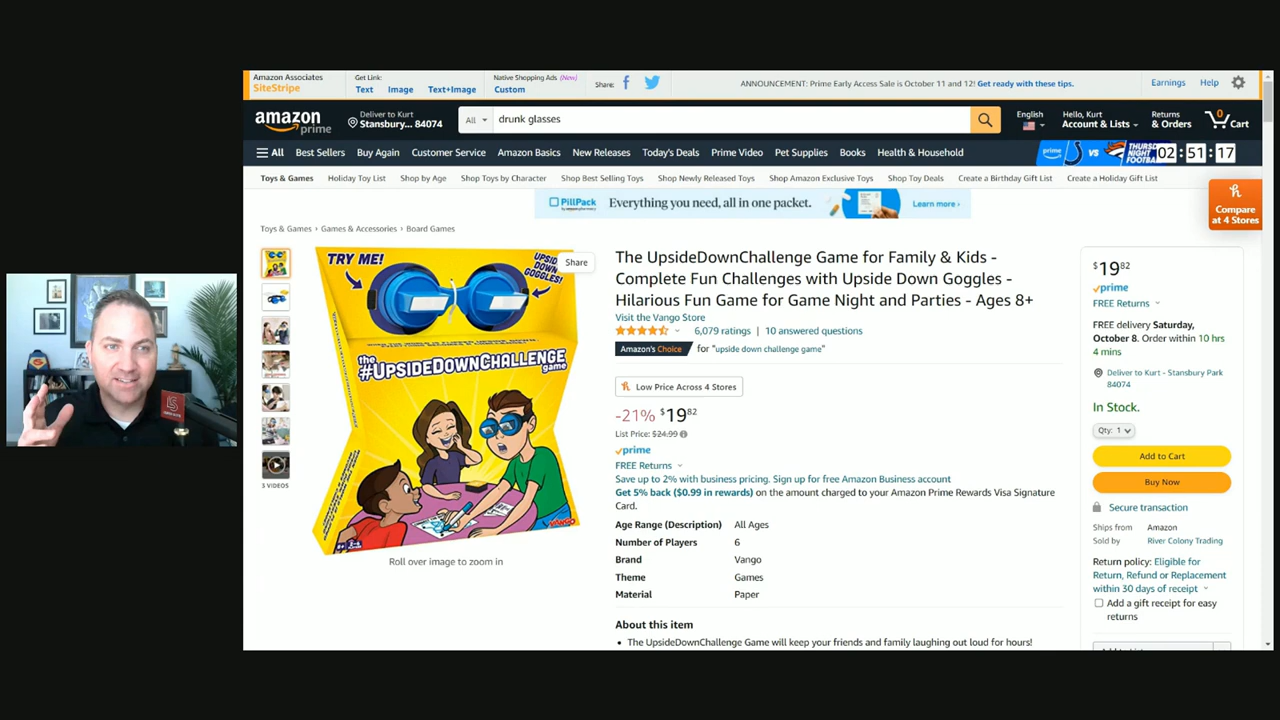 Amazon Associates
SiteStripe
Get Link:
Text
Image
Text+Image
Native Shopping Ads (New)
Custom
Share:
ANNOUNCEMENT: Prime Early Access Sale is October 11 and 12! Get ready with these tips.
Earnings
Help
amazon
prime
Deliver to Kurt
Stansbury... 84074
All
drunk glasses
English
Hello, Kurt
Account & Lists
Returns
& Orders
0
Cart
All
Best Sellers
Buy Again
Customer Service
Amazon Basics
New Releases
Today's Deals
Prime Video
Pet Supplies
Books
Health & Household
prime
VS
02 : 51 : 17
Toys & Games
Holiday Toy List
Shop by Age
Shop Toys by Character
Shop Best Selling Toys
Shop Newly Released Toys
Shop Amazon Exclusive Toys
Shop Toy Deals
Create a Birthday Gift List
Create a Holiday Gift List
PillPack
Everything you need, all in one packet.
Learn more ›
Compare
at 4 Stores
Toys & Games › Games & Accessories › Board Games
TRY ME!
UPSIDE
DOWN
GOGGLES!
the
#UPSIDEDOWNCHALLENGE
game
VANGO
Share
3 VIDEOS
Roll over image to zoom in
The UpsideDownChallenge Game for Family & Kids -
Complete Fun Challenges with Upside Down Goggles -
Hilarious Fun Game for Game Night and Parties - Ages 8+
Visit the Vango Store
6,079 ratings | 10 answered questions
Amazon's Choice for "upside down challenge game"
Low Price Across 4 Stores
-21% $19 82
List Price: $24.99
prime
FREE Returns
Save up to 2% with business pricing. Sign up for free Amazon Business account
Get 5% back ($0.99 in rewards) on the amount charged to your Amazon Prime Rewards Visa Signature
Card.
Age Range (Description) All Ages
Number of Players 6
Brand Vango
Theme Games
Material Paper
About this item
• The UpsideDownChallenge Game will keep your friends and family laughing out loud for hours!
$19 82
prime
FREE Returns
FREE delivery Saturday,
October 8. Order within 10 hrs
4 mins
Deliver to Kurt - Stansbury Park
84074
In Stock.
Qty: 1
Add to Cart
Buy Now
Secure transaction
Ships from Amazon
Sold by River Colony Trading
Return policy: Eligible for
Return, Refund or Replacement
within 30 days of receipt
Add a gift receipt for easy
returns